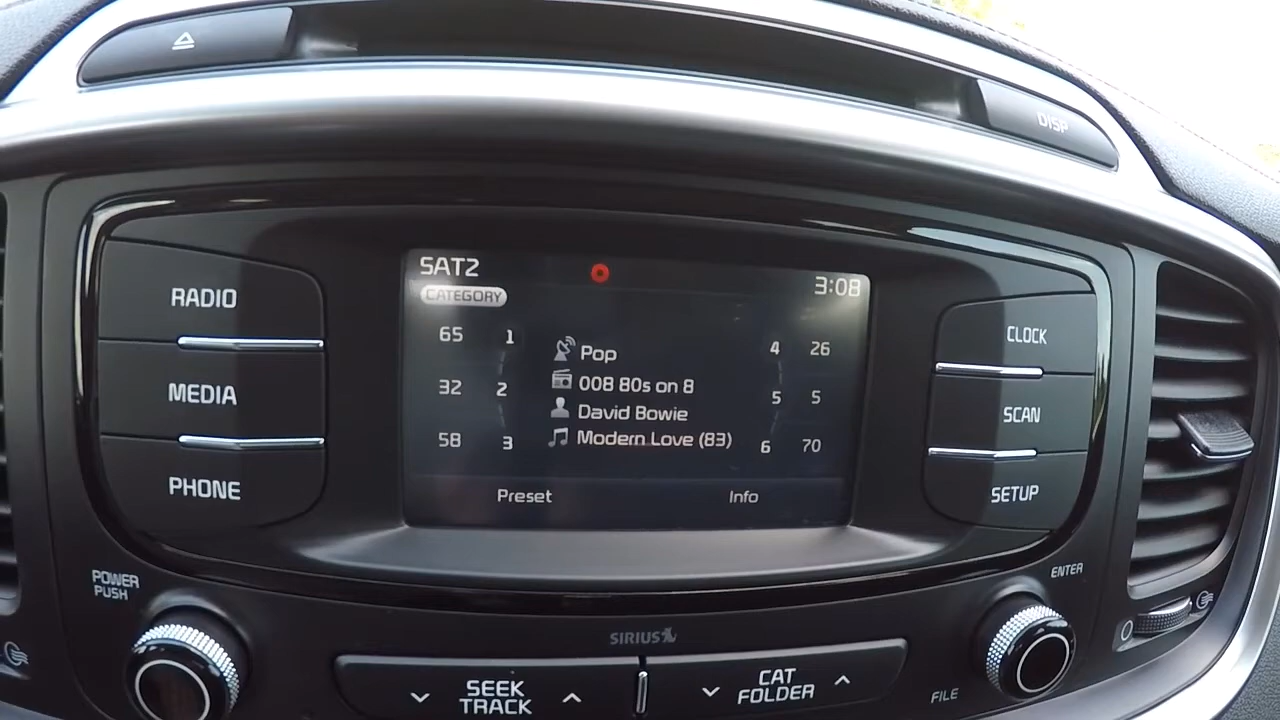 DISP
RADIO
MEDIA
PHONE
SAT2
3:08
CATEGORY
65 1
32 2
58 3
Pop
008 80s on 8
David Bowie
Modern Love (83)
4 26
5 5
6 70
Preset
Info
CLOCK
SCAN
SETUP
POWER
PUSH
ENTER
SIRIUS
SEEK
TRACK
CAT
FOLDER
FILE